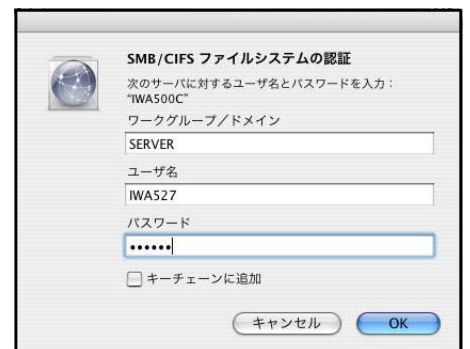 SMB/CIFS ファイルシステムの認証
次のサーバに対するユーザ名とパスワードを入力：
"IWA500C"
ワークグループ/ドメイン
SERVER
ユーザ名
IWA527
パスワード
••••••
キーチェーンに追加
キャンセル OK